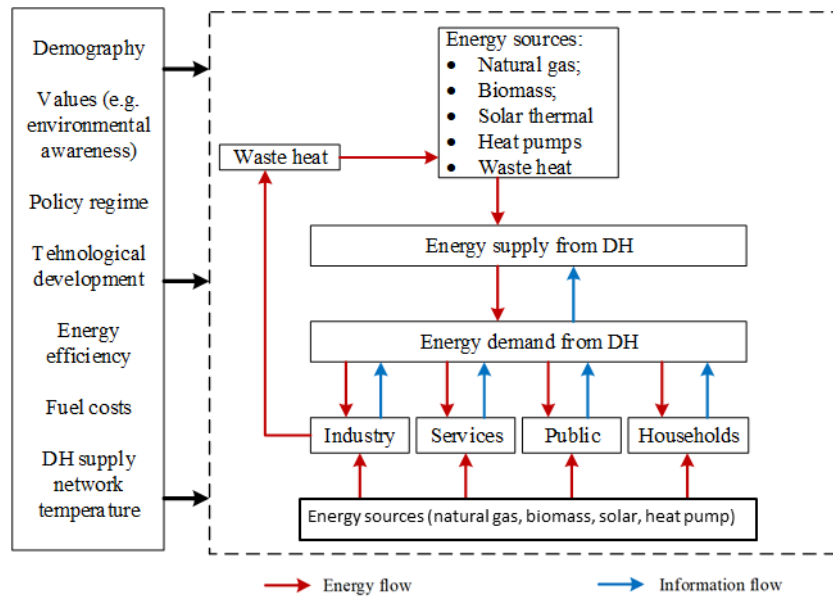 Demography
Values (e.g.
environmental
awareness)
Policy regime
Tehnological
development
Energy
efficiency
Fuel costs
DH supply
network
temperature
Energy sources:
• Natural gas;
• Biomass;
• Solar thermal
• Heat pumps
• Waste heat
Waste heat
Energy supply from DH
Energy demand from DH
Industry
Services
Public
Households
Energy sources (natural gas, biomass, solar, heat pump)
Energy flow
Information flow